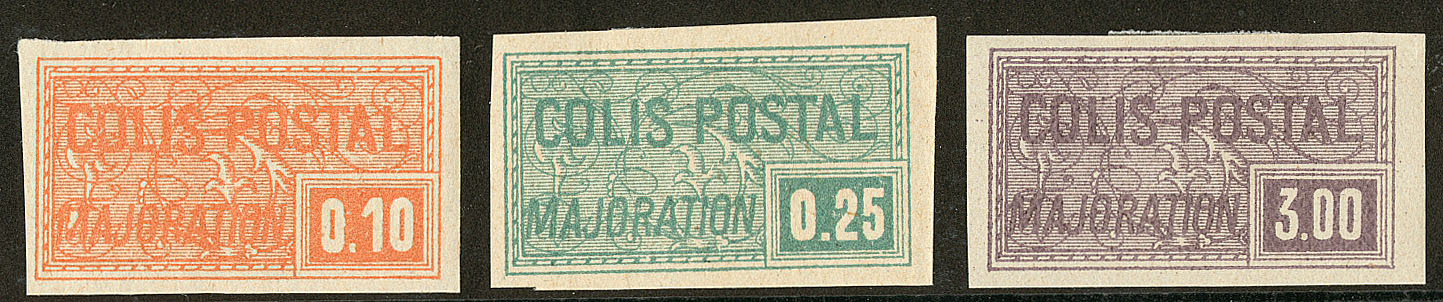 COLIS POSTAL
MAJORATION
0.10
COLIS POSTAL
MAJORATION
0.25
COLIS POSTAL
MAJORATION
3.00